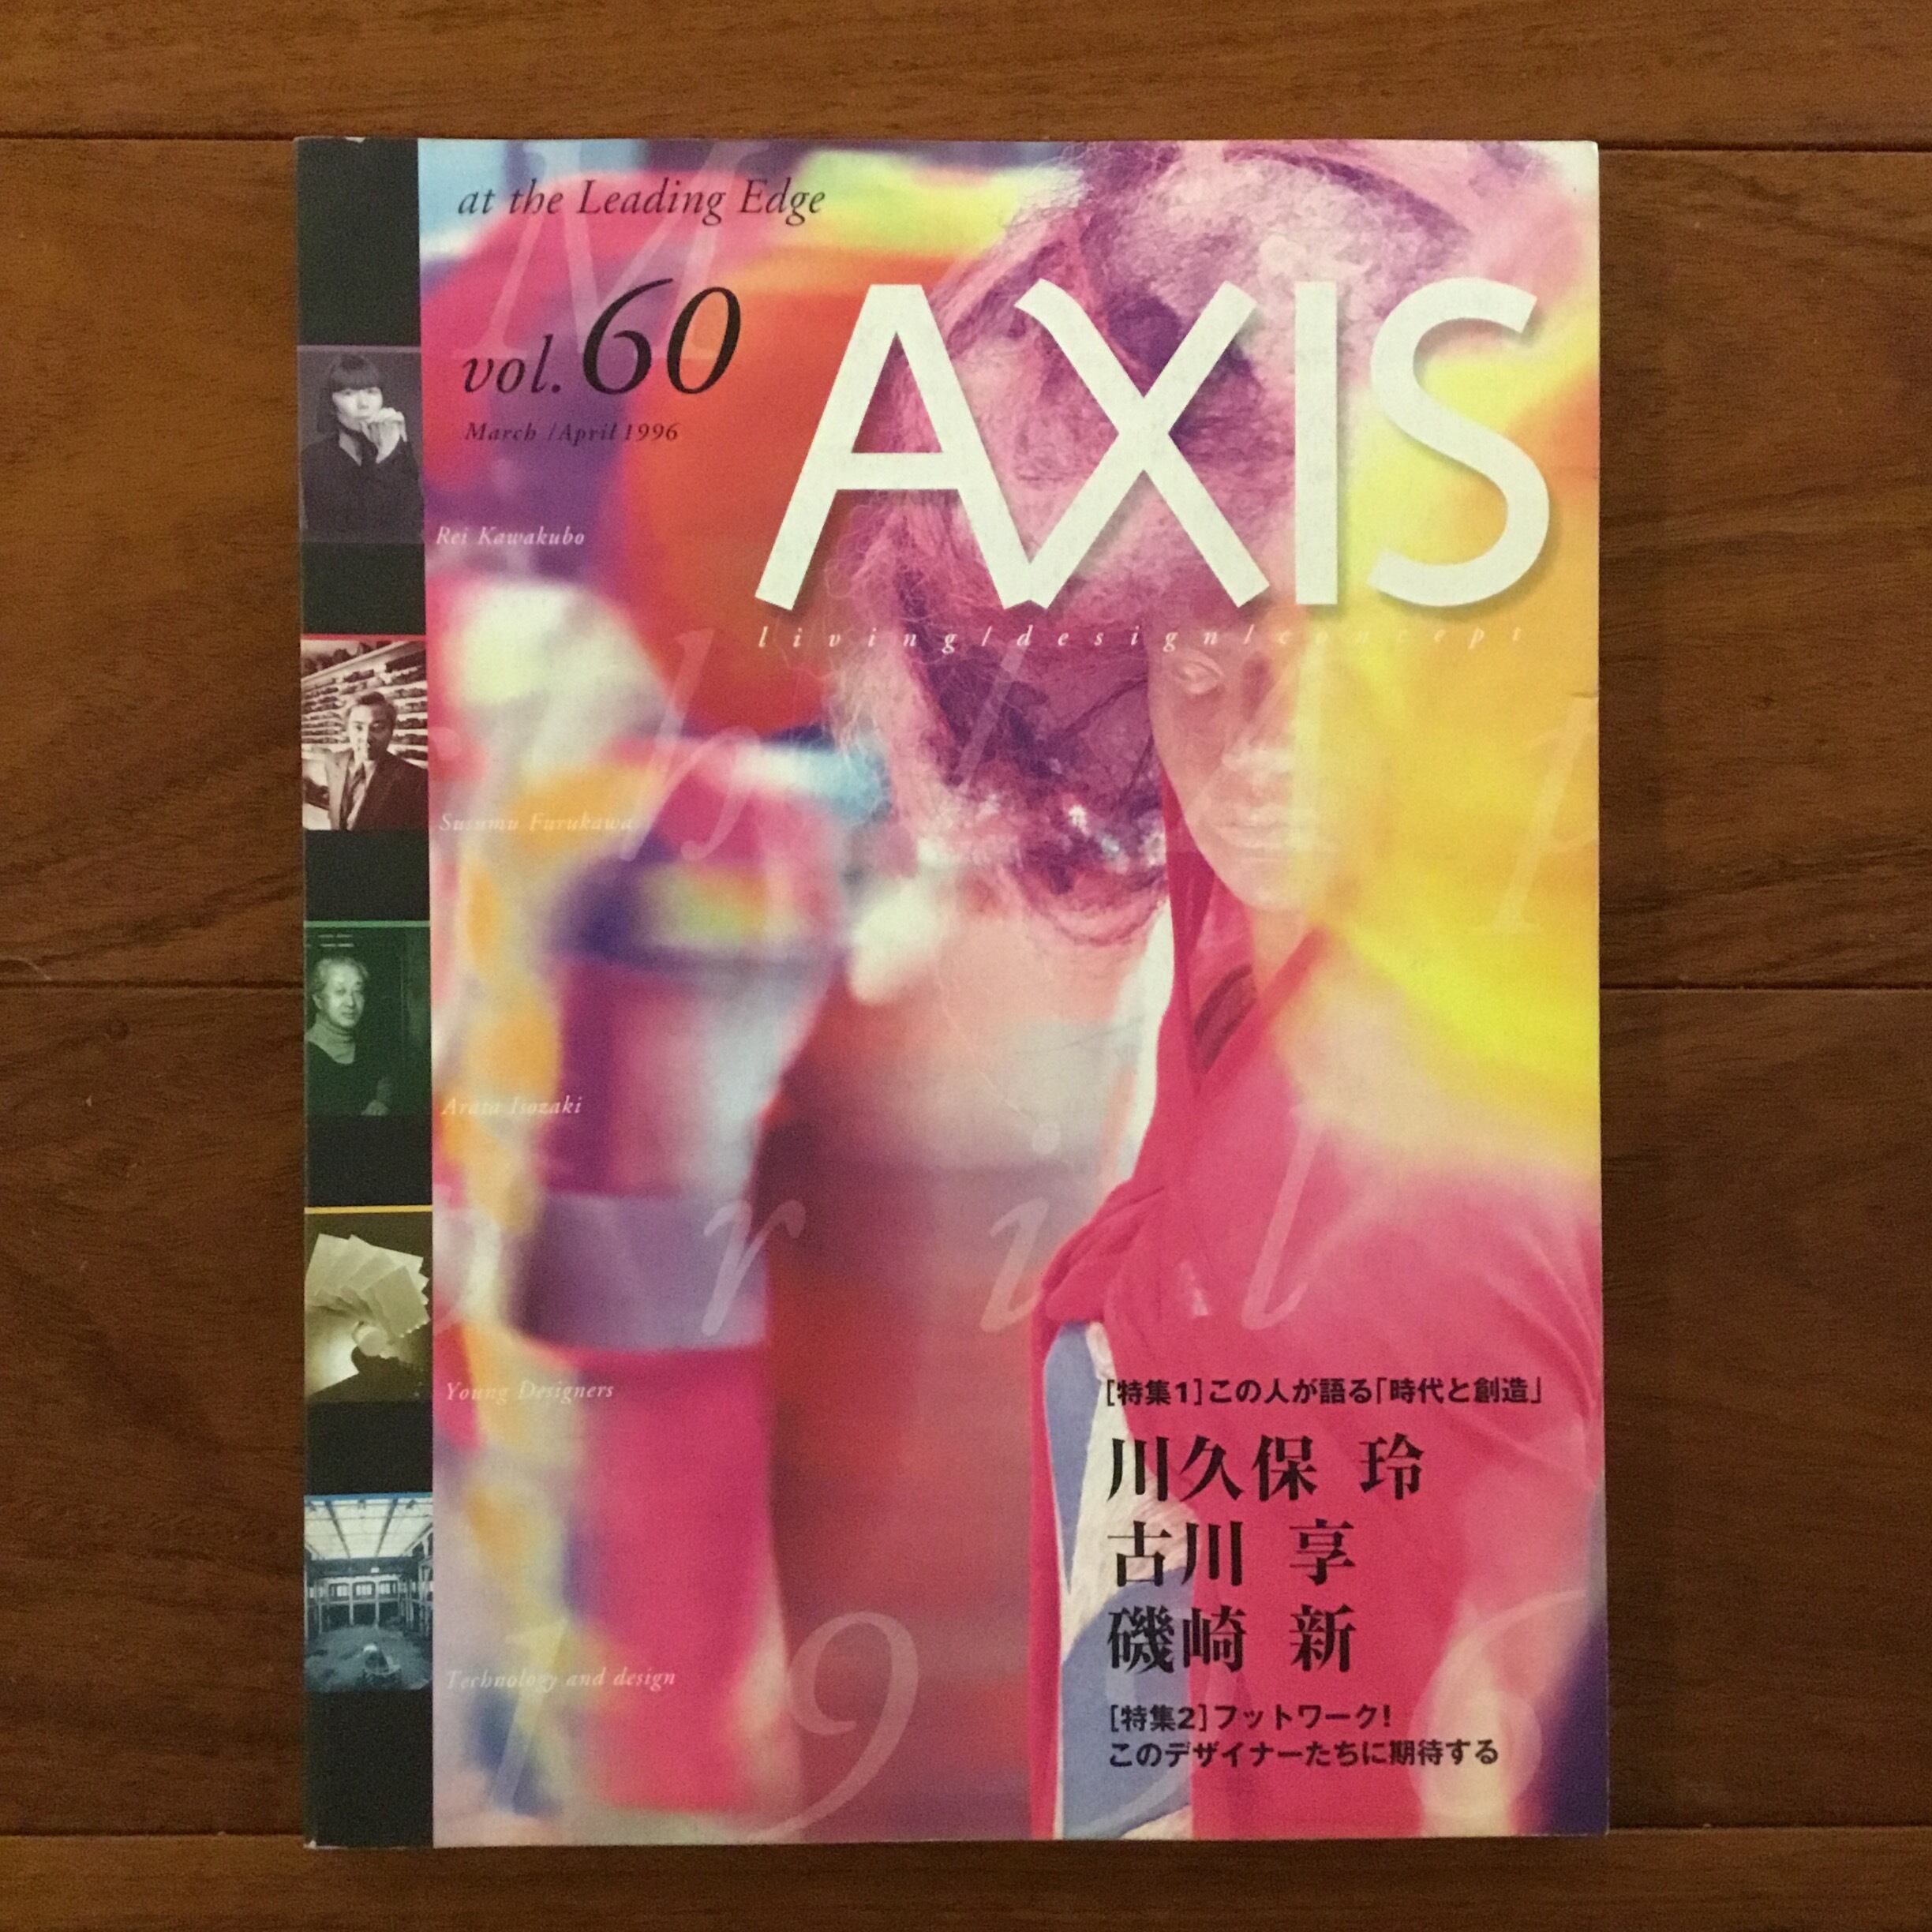 at the Leading Edge
vol. 60
March / April 1996
AXIS
living/design/concept
Rei Kawakubo
Susumu Furukawa
Arata Isozaki
Young Designers
Technology and design
[特集1]この人が語る「時代と創造」
川久保 玲
古川 享
磯崎 新
[特集2]フットワーク!
このデザイナーたちに期待する